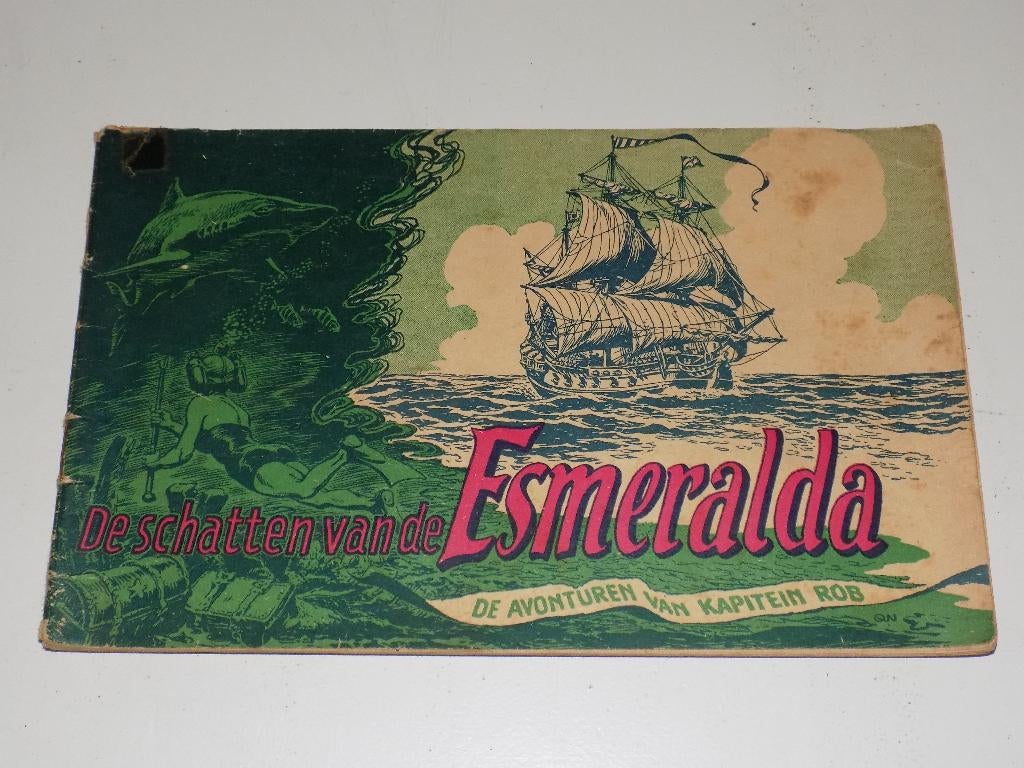 De schatten van de Esmeralda
DE AVONTUREN VAN KAPITEIN ROB